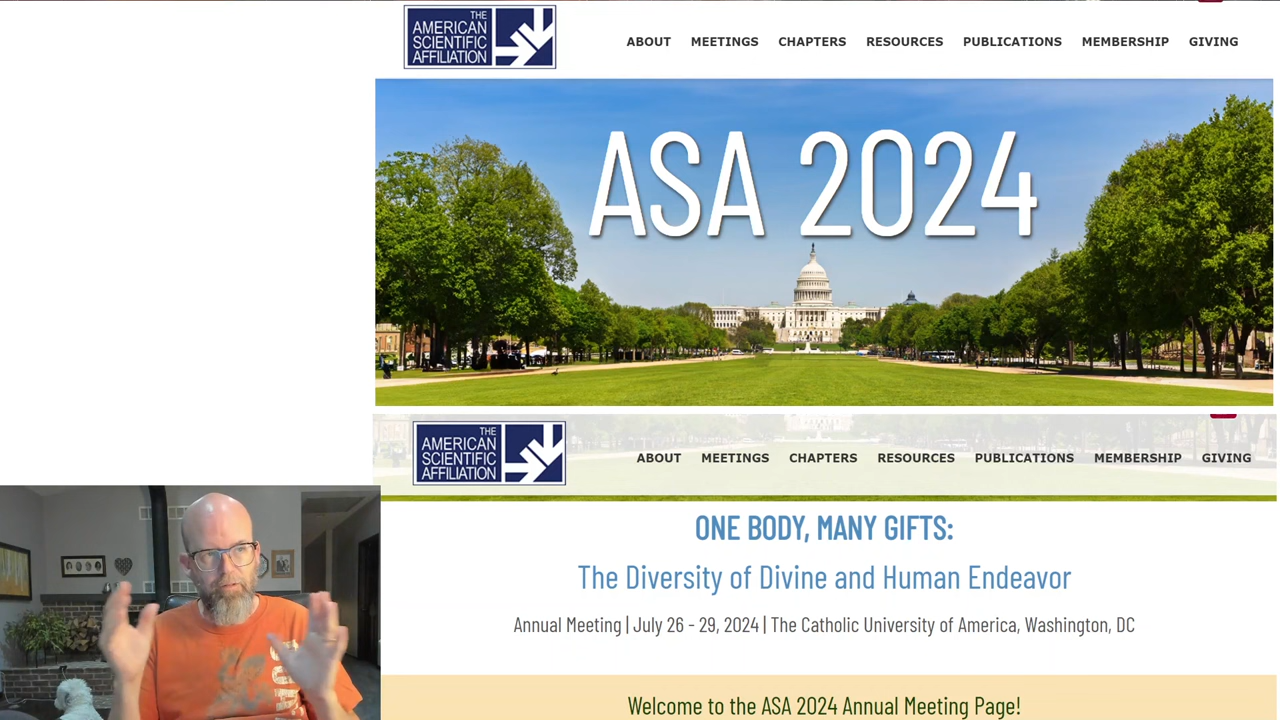 THE
AMERICAN
SCIENTIFIC
AFFILIATION
ABOUT MEETINGS CHAPTERS RESOURCES PUBLICATIONS MEMBERSHIP GIVING
ASA 2024
THE
AMERICAN
SCIENTIFIC
AFFILIATION
ABOUT MEETINGS CHAPTERS RESOURCES PUBLICATIONS MEMBERSHIP GIVING
ONE BODY, MANY GIFTS:
The Diversity of Divine and Human Endeavor
Annual Meeting | July 26 - 29, 2024 | The Catholic University of America, Washington, DC
Welcome to the ASA 2024 Annual Meeting Page!